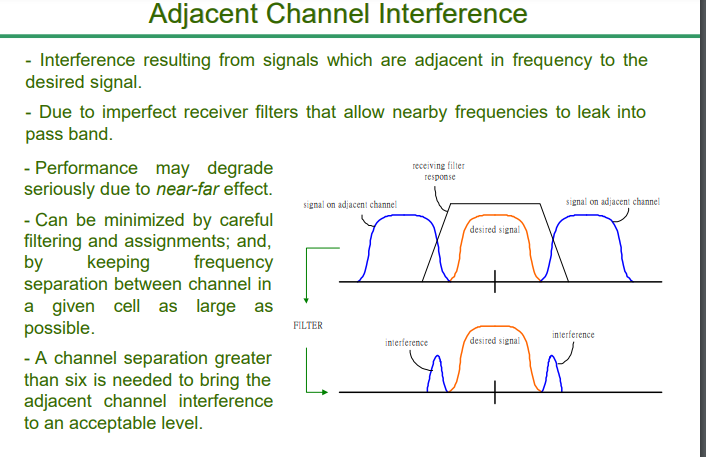 Adjacent Channel Interference
- Interference resulting from signals which are adjacent in frequency to the
desired signal.
- Due to imperfect receiver filters that allow nearby frequencies to leak into
pass band.
- Performance may degrade
seriously due to near-far effect.
- Can be minimized by careful
filtering and assignments; and,
by keeping frequency
separation between channel in
a given cell as large as
possible.
- A channel separation greater
than six is needed to bring the
adjacent channel interference
to an acceptable level.
receiving filter
response
signal on adjacent channel
signal on adjacent channel
desired signal
FILTER
interference
desired signal
interference